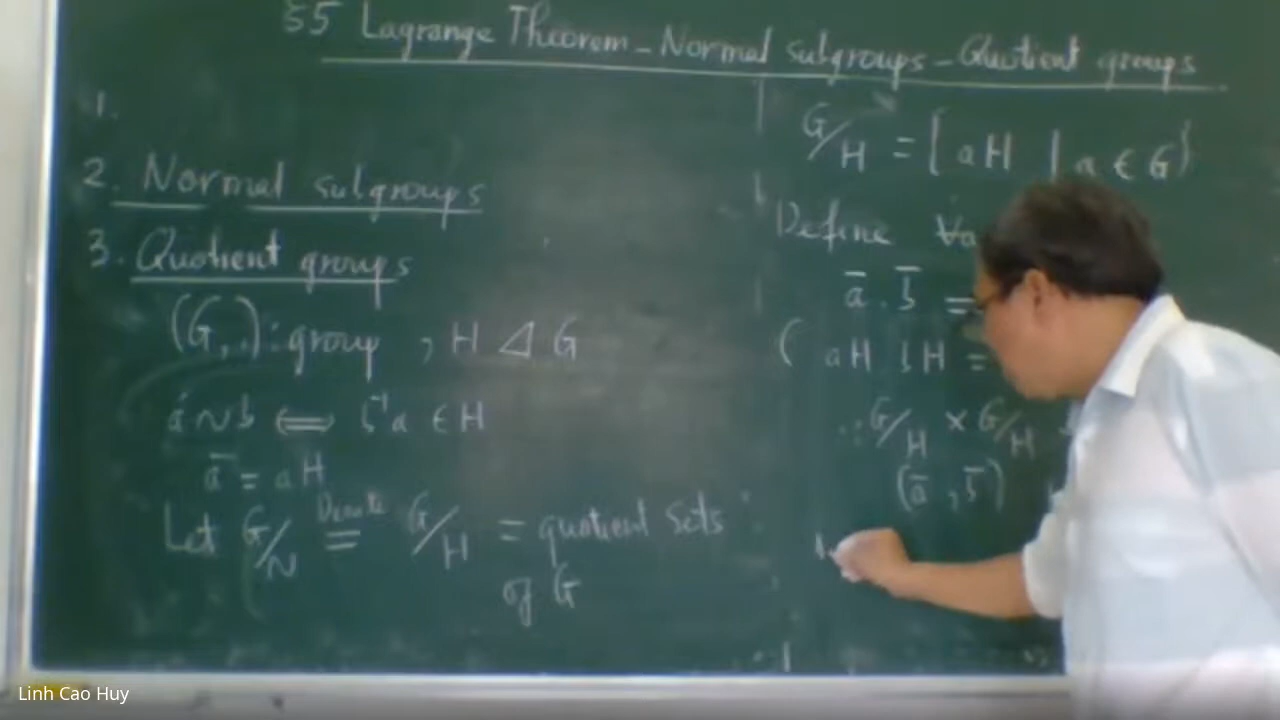 §5 Lagrange Theorem - Normal subgroups - Quotient groups
1.
2. Normal subgroups
3. Quotient groups
(G, .) : group , H ⊲ G
a ~ b ⟺ b⁻¹a ∈ H
ā = aH
Let G/~ ≡ Denote G/H = quotient sets
of G
G/H = { aH | a ∈ G }
Define ∀a
ā . b̄ =
( aH bH =
G/H × G/H
(ā , b̄)
Linh Cao Huy